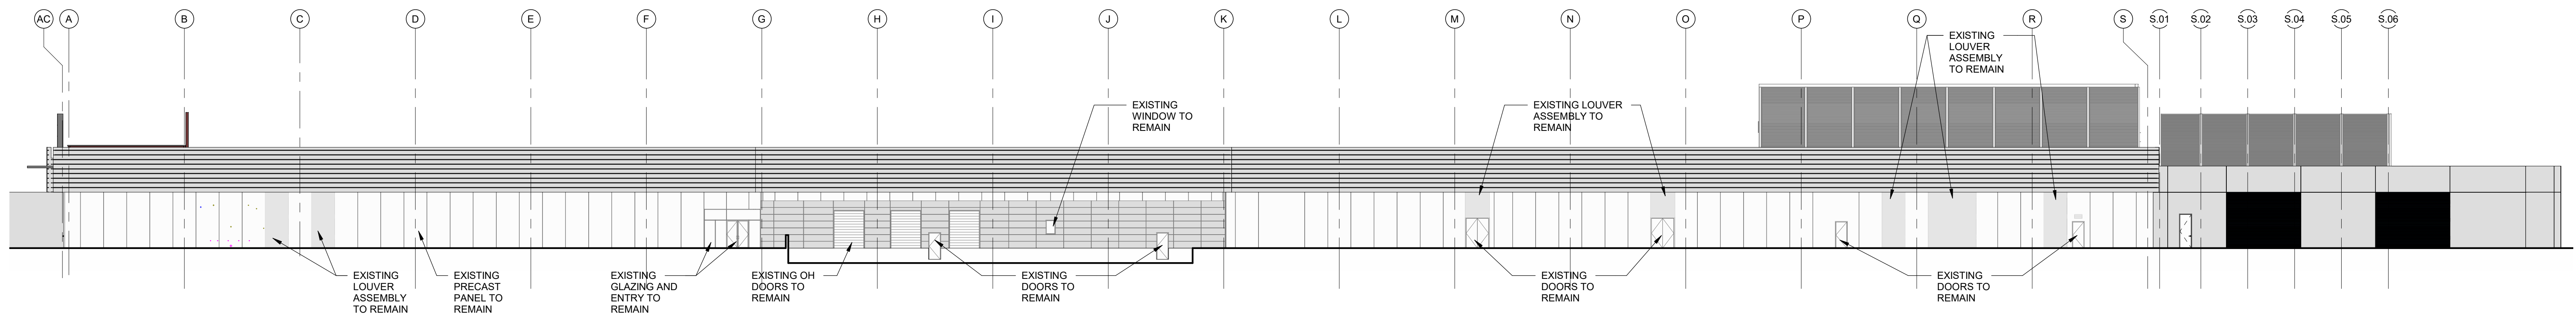 AC
A
B
C
D
E
F
G
H
I
J
K
L
M
N
O
P
Q
R
S
S.01
S.02
S.03
S.04
S.05
S.06
EXISTING
LOUVER
ASSEMBLY
TO REMAIN
EXISTING
WINDOW TO
REMAIN
EXISTING LOUVER
ASSEMBLY TO
REMAIN
EXISTING
LOUVER
ASSEMBLY
TO REMAIN
EXISTING
PRECAST
PANEL TO
REMAIN
EXISTING
GLAZING AND
ENTRY TO
REMAIN
EXISTING OH
DOORS TO
REMAIN
EXISTING
DOORS TO
REMAIN
EXISTING
DOORS TO
REMAIN
EXISTING
DOORS TO
REMAIN